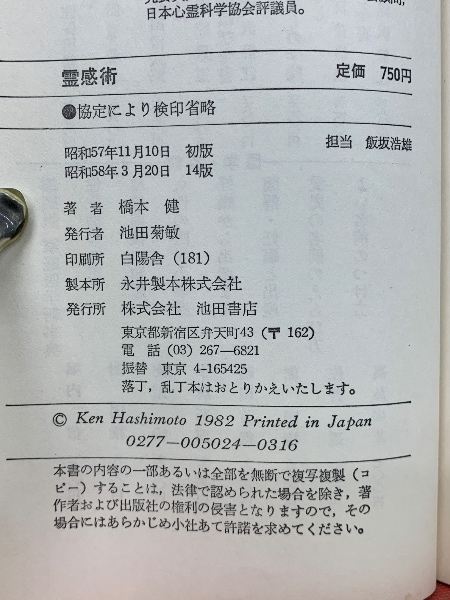 日本心霊科学協会評議員。
霊感術 定価 750円
●協定により検印省略
担当 飯坂浩雄
昭和57年11月10日 初版
昭和58年3月20日 14版
著者 橋本 健
発行者 池田菊敏
印刷所 白陽舎(181)
製本所 永井製本株式会社
発行所 株式会社 池田書店
東京都新宿区弁天町43(〒162)
電話 (03) 267—6821
振替 東京 4-165425
落丁,乱丁本はおとりかえいたします。
© Ken Hashimoto 1982 Printed in Japan
0277—005024—0316
本書の内容の一部あるいは全部を無断で複写複製(コ
ピー)することは,法律で認められた場合を除き,著
作者および出版社の権利の侵害となりますので,その
場合にはあらかじめ小社あて許諾を求めてください。